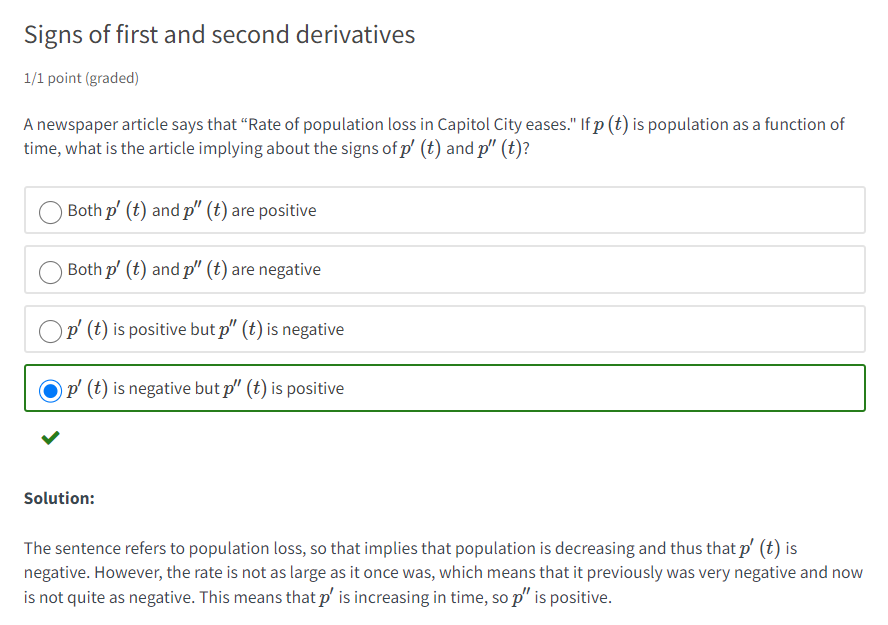 Signs of first and second derivatives
1/1 point (graded)
A newspaper article says that “Rate of population loss in Capitol City eases." If p (t) is population as a function of
time, what is the article implying about the signs of p′ (t) and p″ (t)?
Both p′ (t) and p″ (t) are positive
Both p′ (t) and p″ (t) are negative
p′ (t) is positive but p″ (t) is negative
p′ (t) is negative but p″ (t) is positive
Solution:
The sentence refers to population loss, so that implies that population is decreasing and thus that p′ (t) is
negative. However, the rate is not as large as it once was, which means that it previously was very negative and now
is not quite as negative. This means that p′ is increasing in time, so p″ is positive.